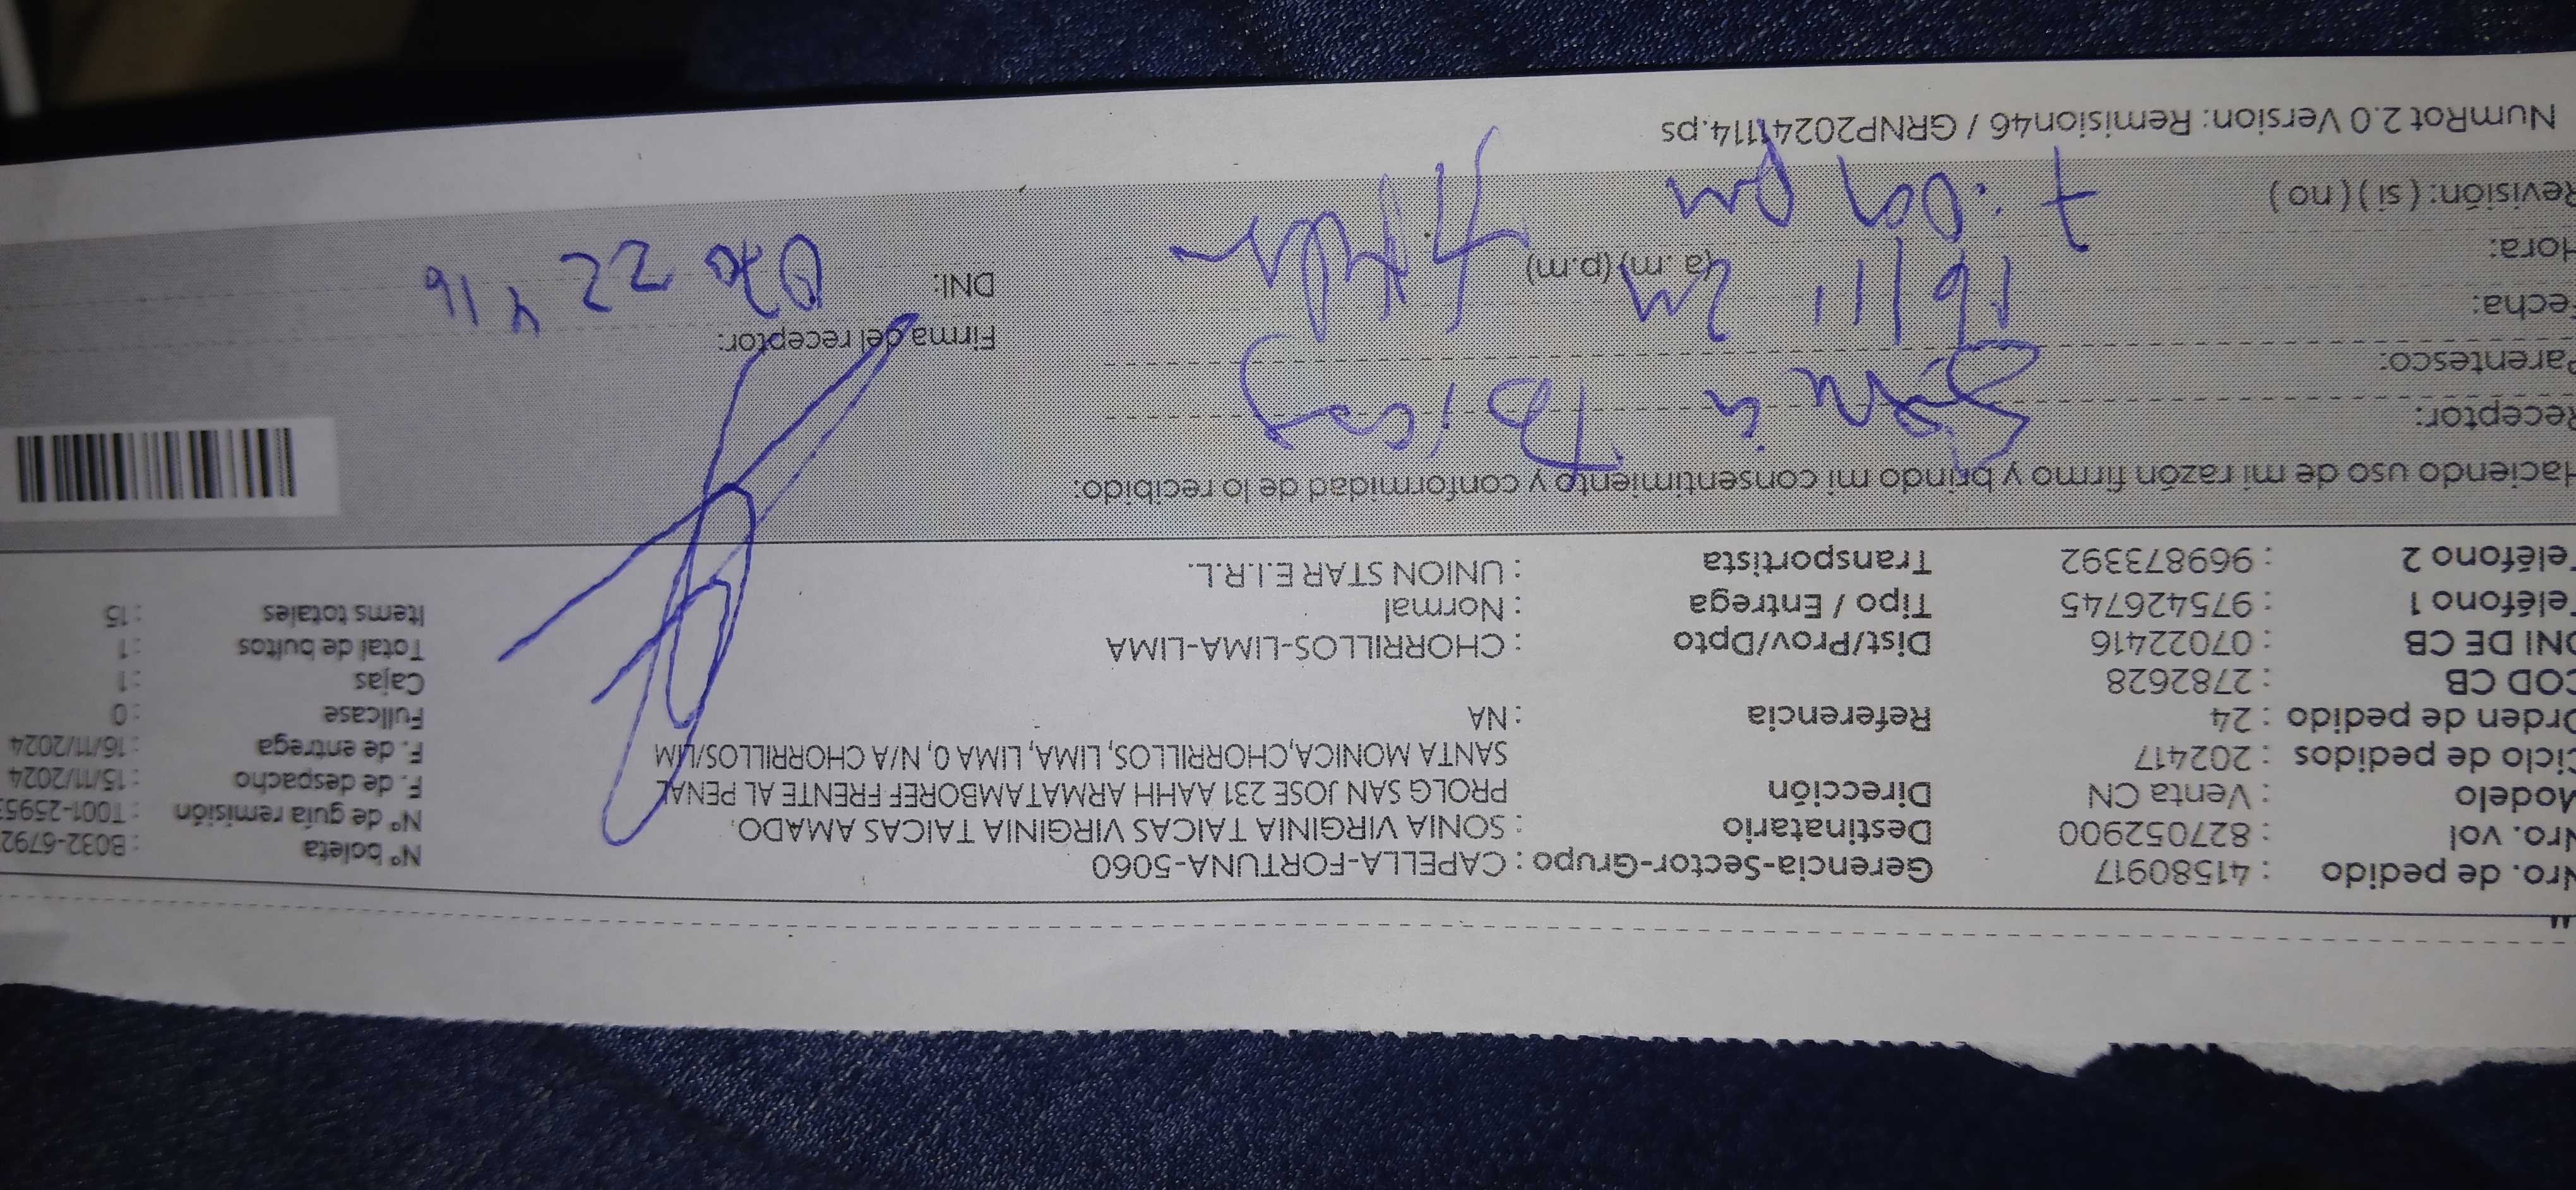 Nro. de pedido : 41580917 Gerencia-Sector-Grupo : CAPELLA-FORTUNA-5060 N° boleta : B032-6792
Nro. vol : 827052900 Destinatario : SONIA VIRGINIA TAICAS VIRGINIA TAICAS AMADO. N° de guía remisión : T001-25953
Modelo : Venta CN Dirección PROLG SAN JOSE 231 AAHH ARMATAMBOREF FRENTE AL PENAL F. de despacho : 15/11/2024
Ciclo de pedidos : 202417 SANTA MONICA,CHORRILLOS, LIMA, LIMA 0, N/A CHORRILLOS/LIM F. de entrega : 16/11/2024
Orden de pedido : 24 Referencia : NA Fullcase : 0
COD CB : 2782628 Cajas : 1
DNI DE CB : 07022416 Dist/Prov/Dpto : CHORRILLOS-LIMA-LIMA Total de bultos : 1
Teléfono 1 : 975426745 Tipo / Entrega : Normal Items totales : 15
Teléfono 2 : 969873392 Transportista : UNION STAR E.I.R.L.
Haciendo uso de mi razón firmo y brindo mi consentimiento y conformidad de lo recibido:
Receptor:
Parentesco:
Firma del receptor:
Fecha: 16/11
Hora: (a.m) (p.m) DNI: 07022416
Revisión: ( si ) ( no ) 7:09 pm
NumRot 2.0 Version: Remision46 / GRNP20241114.ps